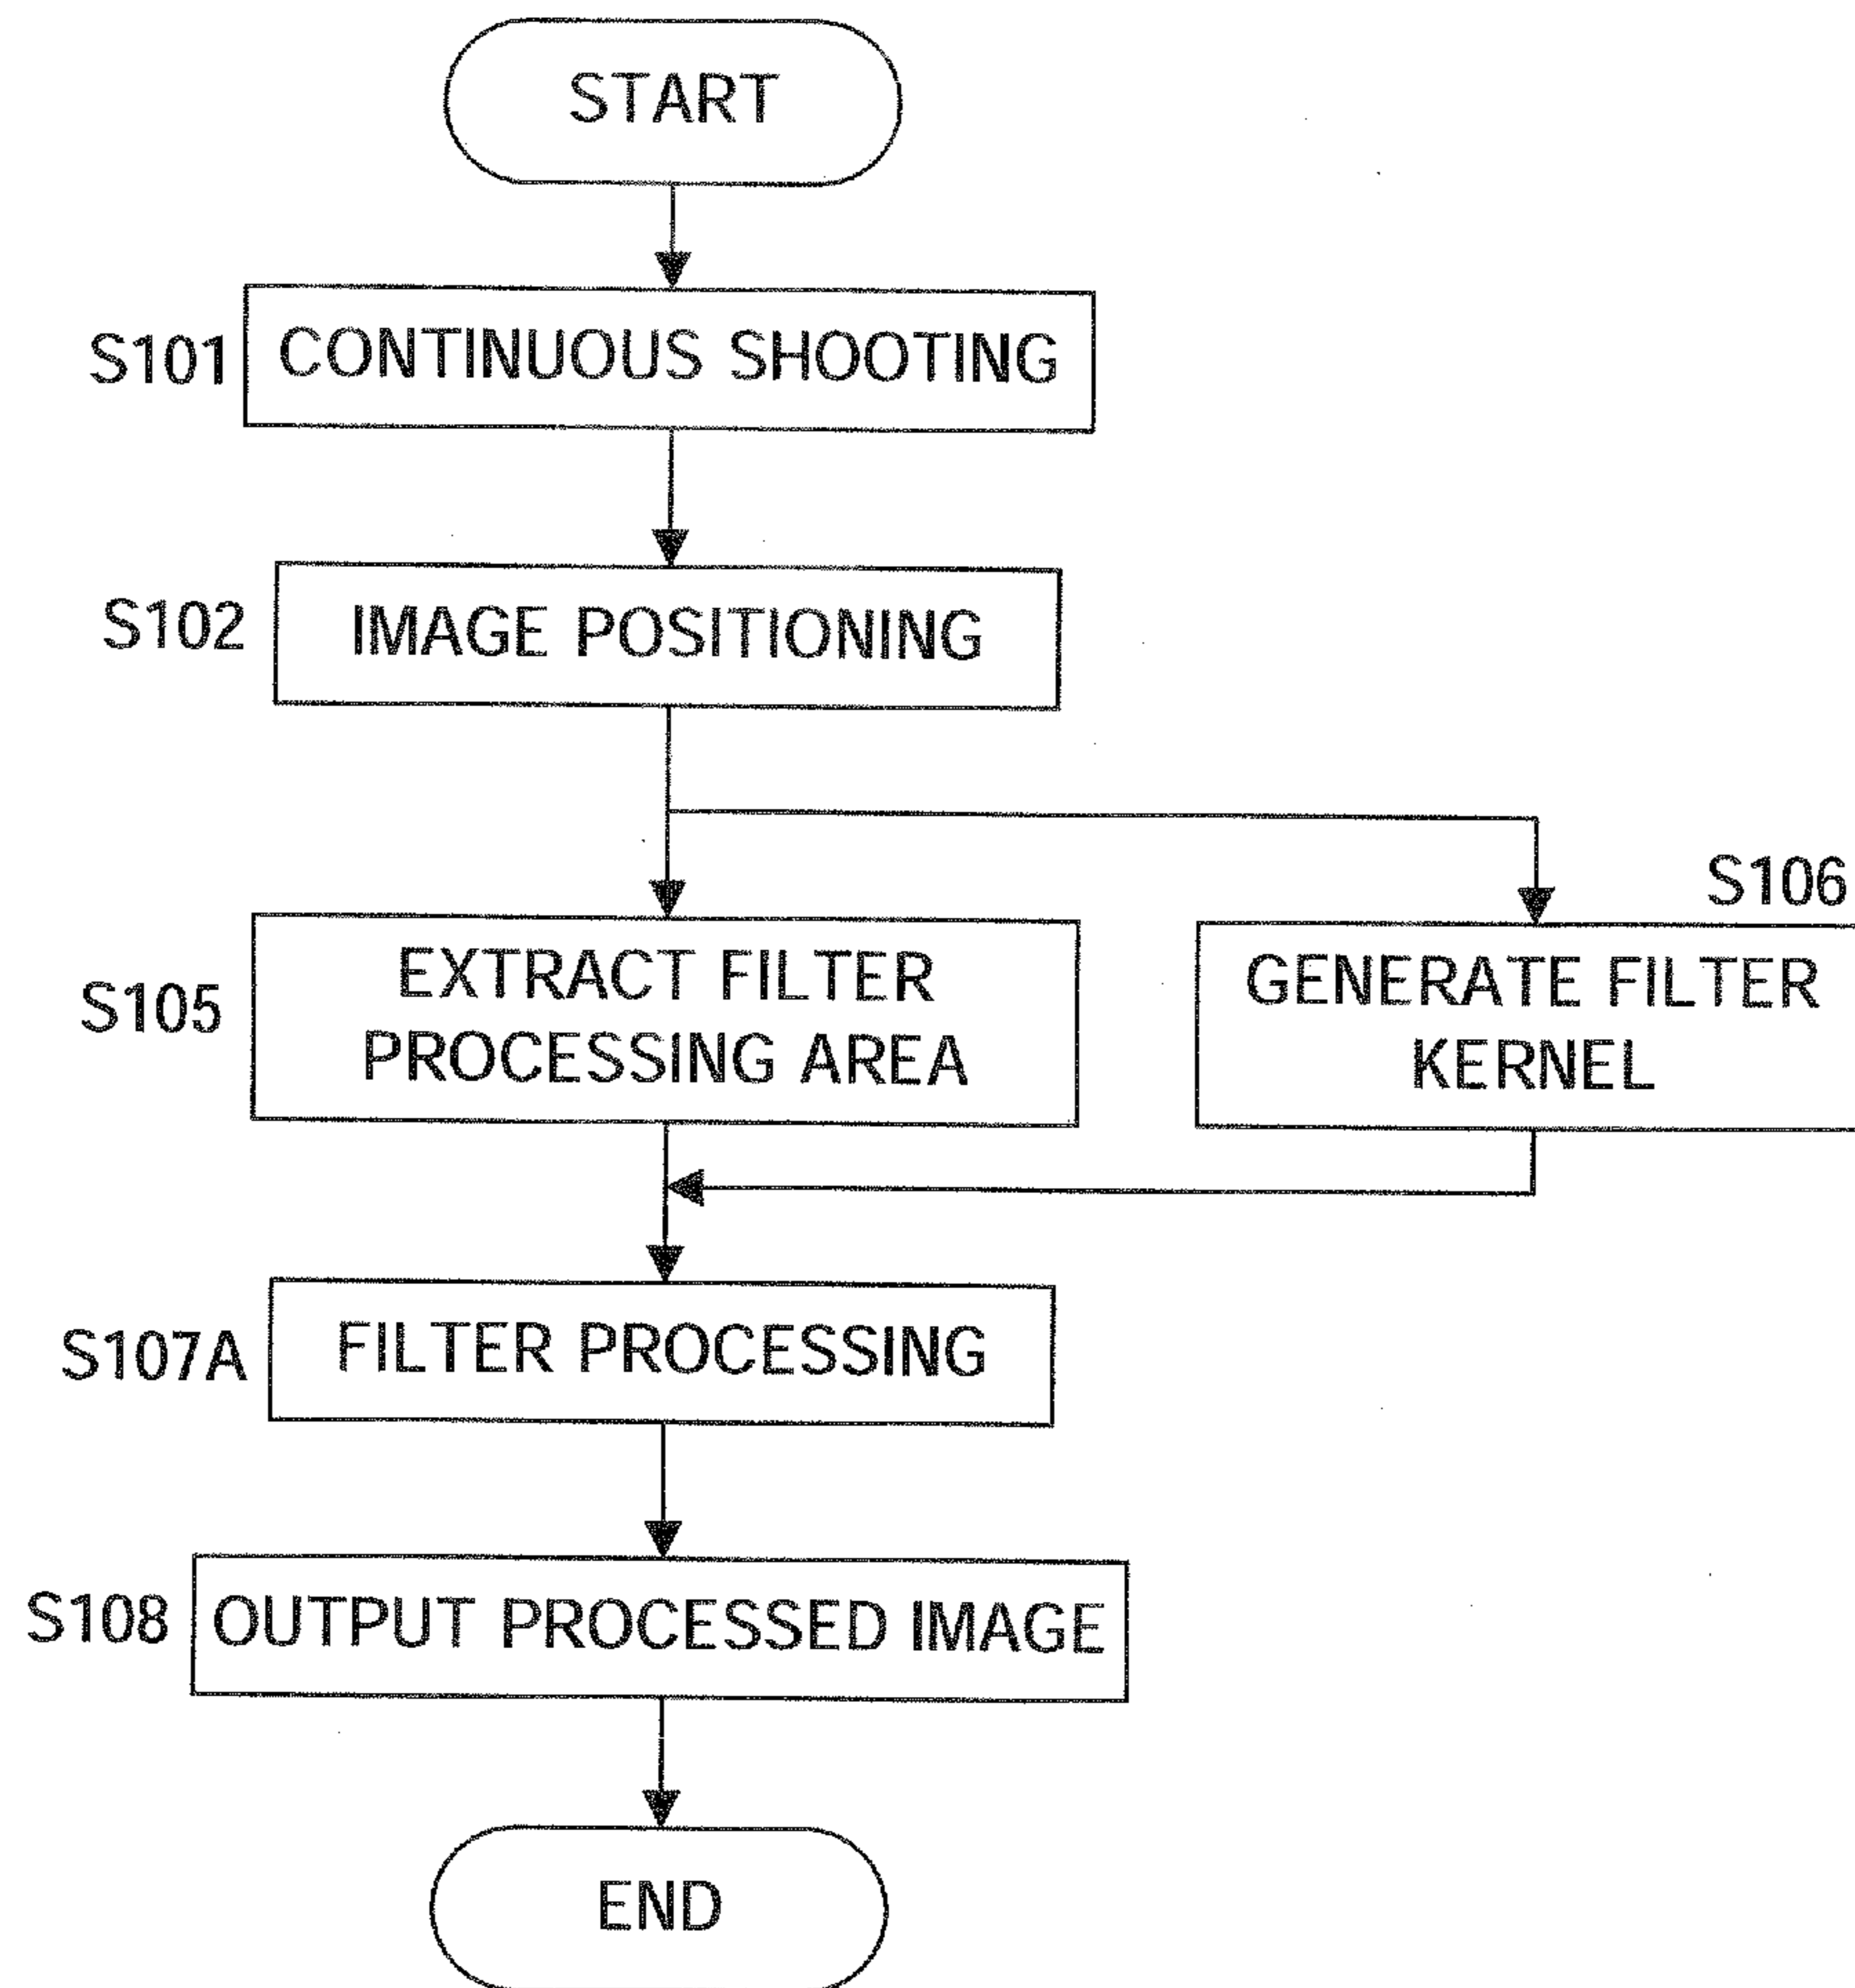 START
S101
CONTINUOUS SHOOTING
S102
IMAGE POSITIONING
S105
EXTRACT FILTER
PROCESSING AREA
S106
GENERATE FILTER
KERNEL
S107A
FILTER PROCESSING
S108
OUTPUT PROCESSED IMAGE
END